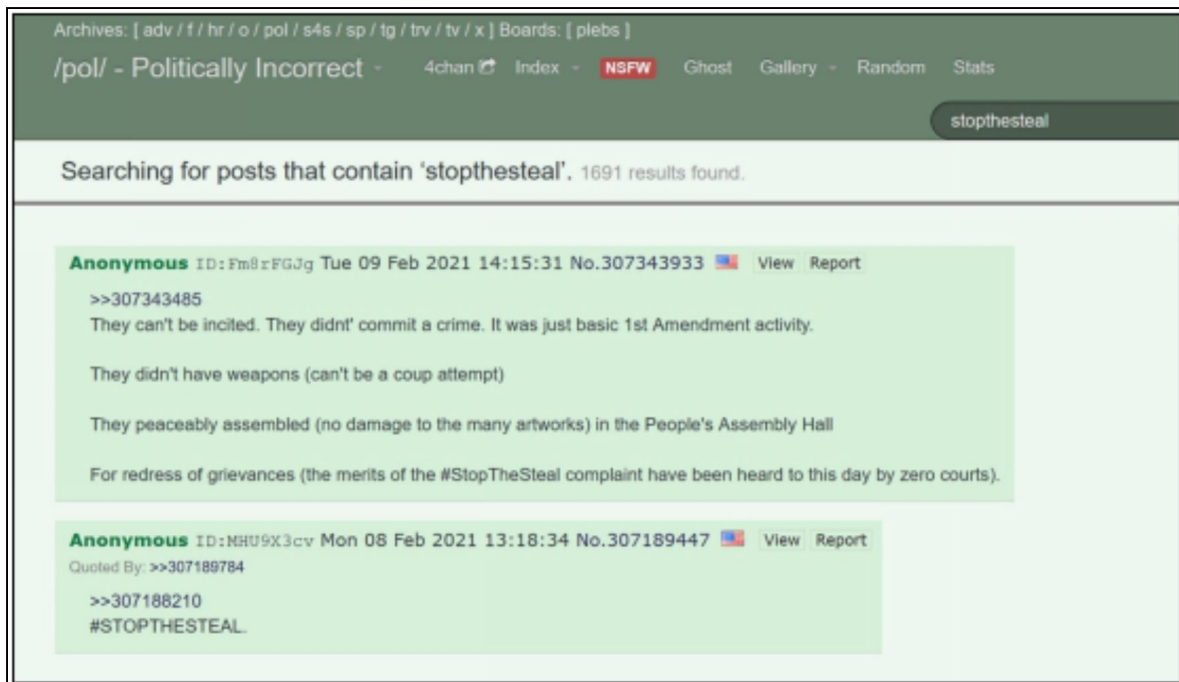 Archives: [ adv / f / hr / o / pol / s4s / sp / tg / trv / tv / x ] Boards: [ plebs ]
/pol/ - Politically Incorrect - 4chan Index - NSFW Ghost Gallery - Random Stats
stopthesteal
Searching for posts that contain ‘stopthesteal’. 1691 results found.
Anonymous ID:Fm8rFGJg Tue 09 Feb 2021 14:15:31 No.307343933 View Report
>>307343485
They can't be incited. They didnt' commit a crime. It was just basic 1st Amendment activity.
They didn't have weapons (can't be a coup attempt)
They peaceably assembled (no damage to the many artworks) in the People's Assembly Hall
For redress of grievances (the merits of the #StopTheSteal complaint have been heard to this day by zero courts).
Anonymous ID:MHU9X3cv Mon 08 Feb 2021 13:18:34 No.307189447 View Report
Quoted By: >>307189784
>>307188210
#STOPTHESTEAL.